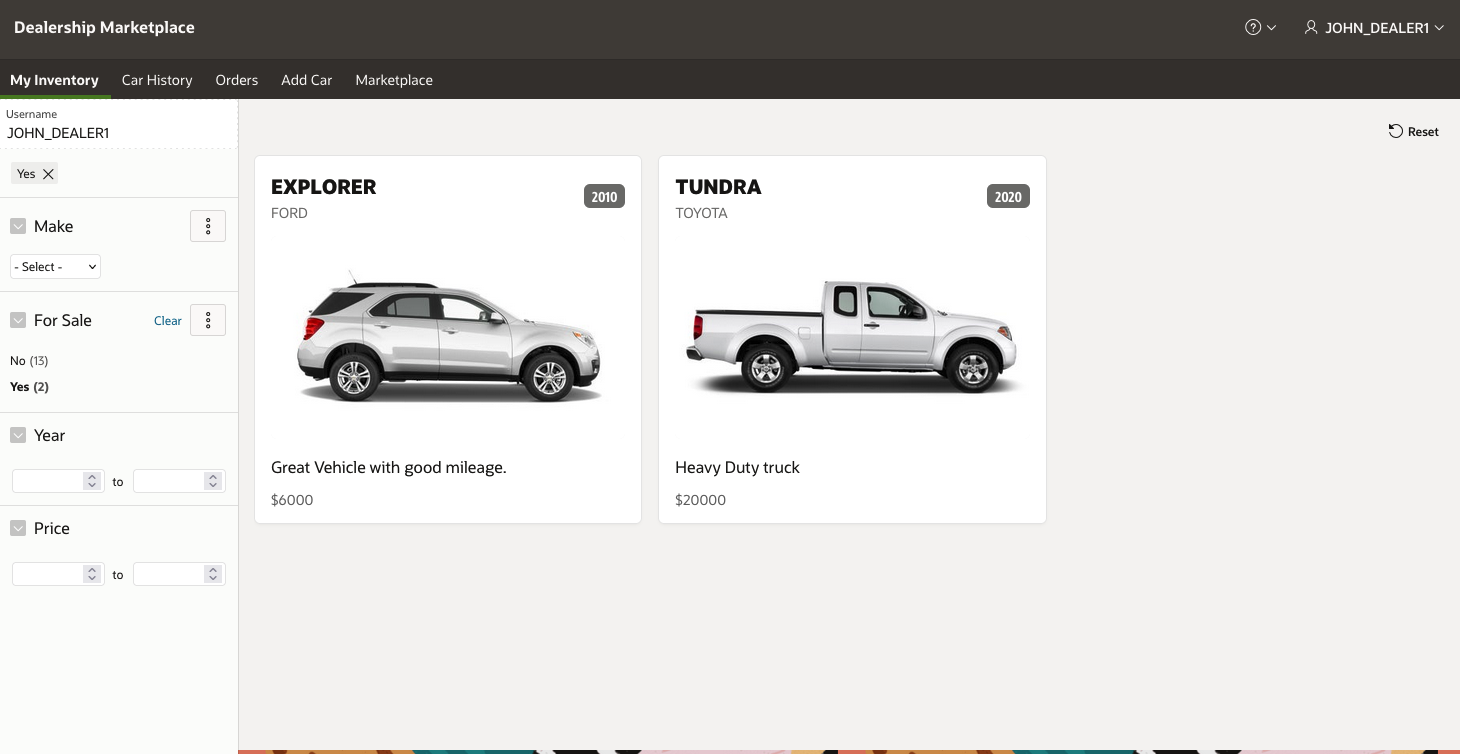 Dealership Marketplace
JOHN_DEALER1
My Inventory Car History Orders Add Car Marketplace
Username
JOHN_DEALER1
Reset
Yes
Make
- Select -
For Sale Clear
No (13)
Yes (2)
Year
to
Price
to
EXPLORER
2010
FORD
Great Vehicle with good mileage.
$6000
TUNDRA
2020
TOYOTA
Heavy Duty truck
$20000